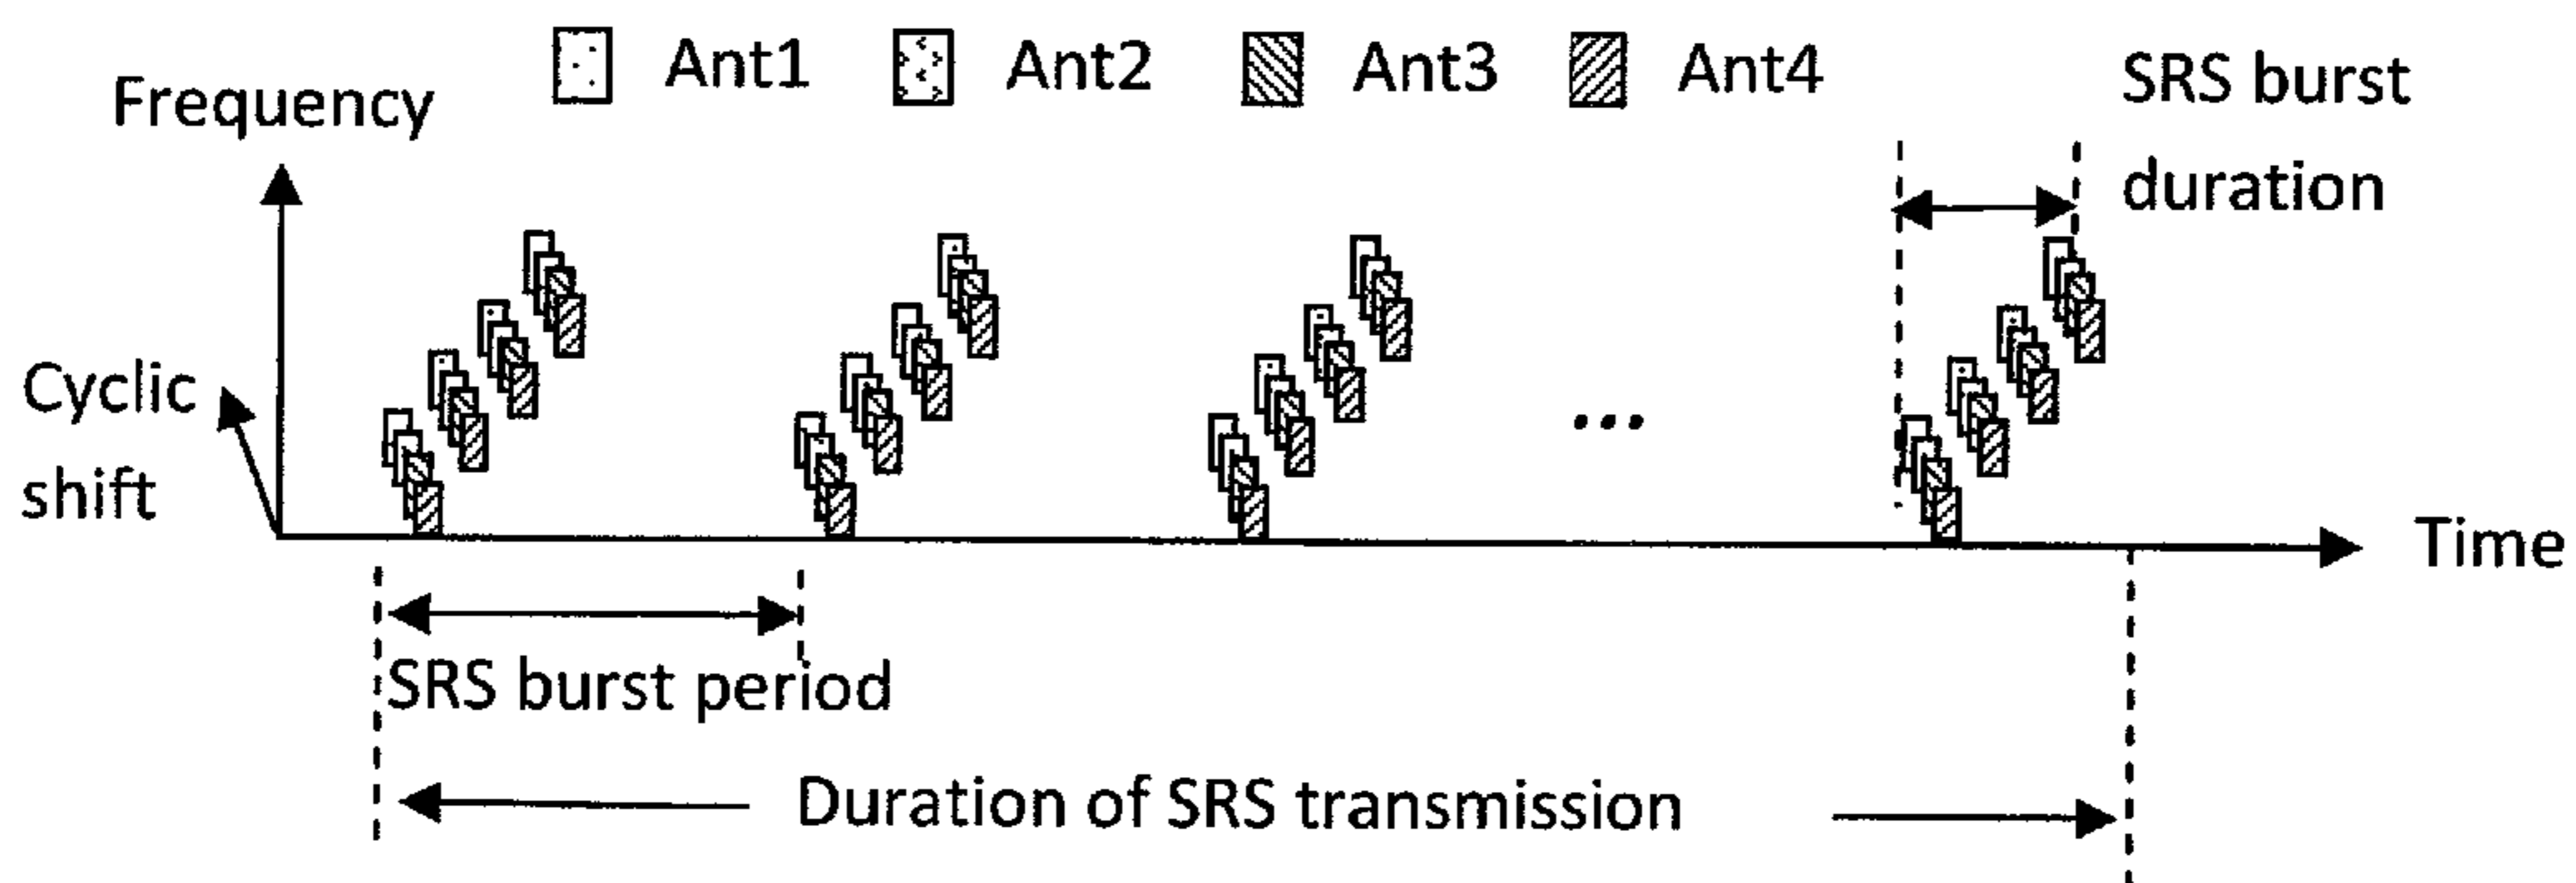 Ant1 Ant2 Ant3 Ant4
SRS burst
duration
Frequency
Cyclic
shift
...
Time
SRS burst period
Duration of SRS transmission